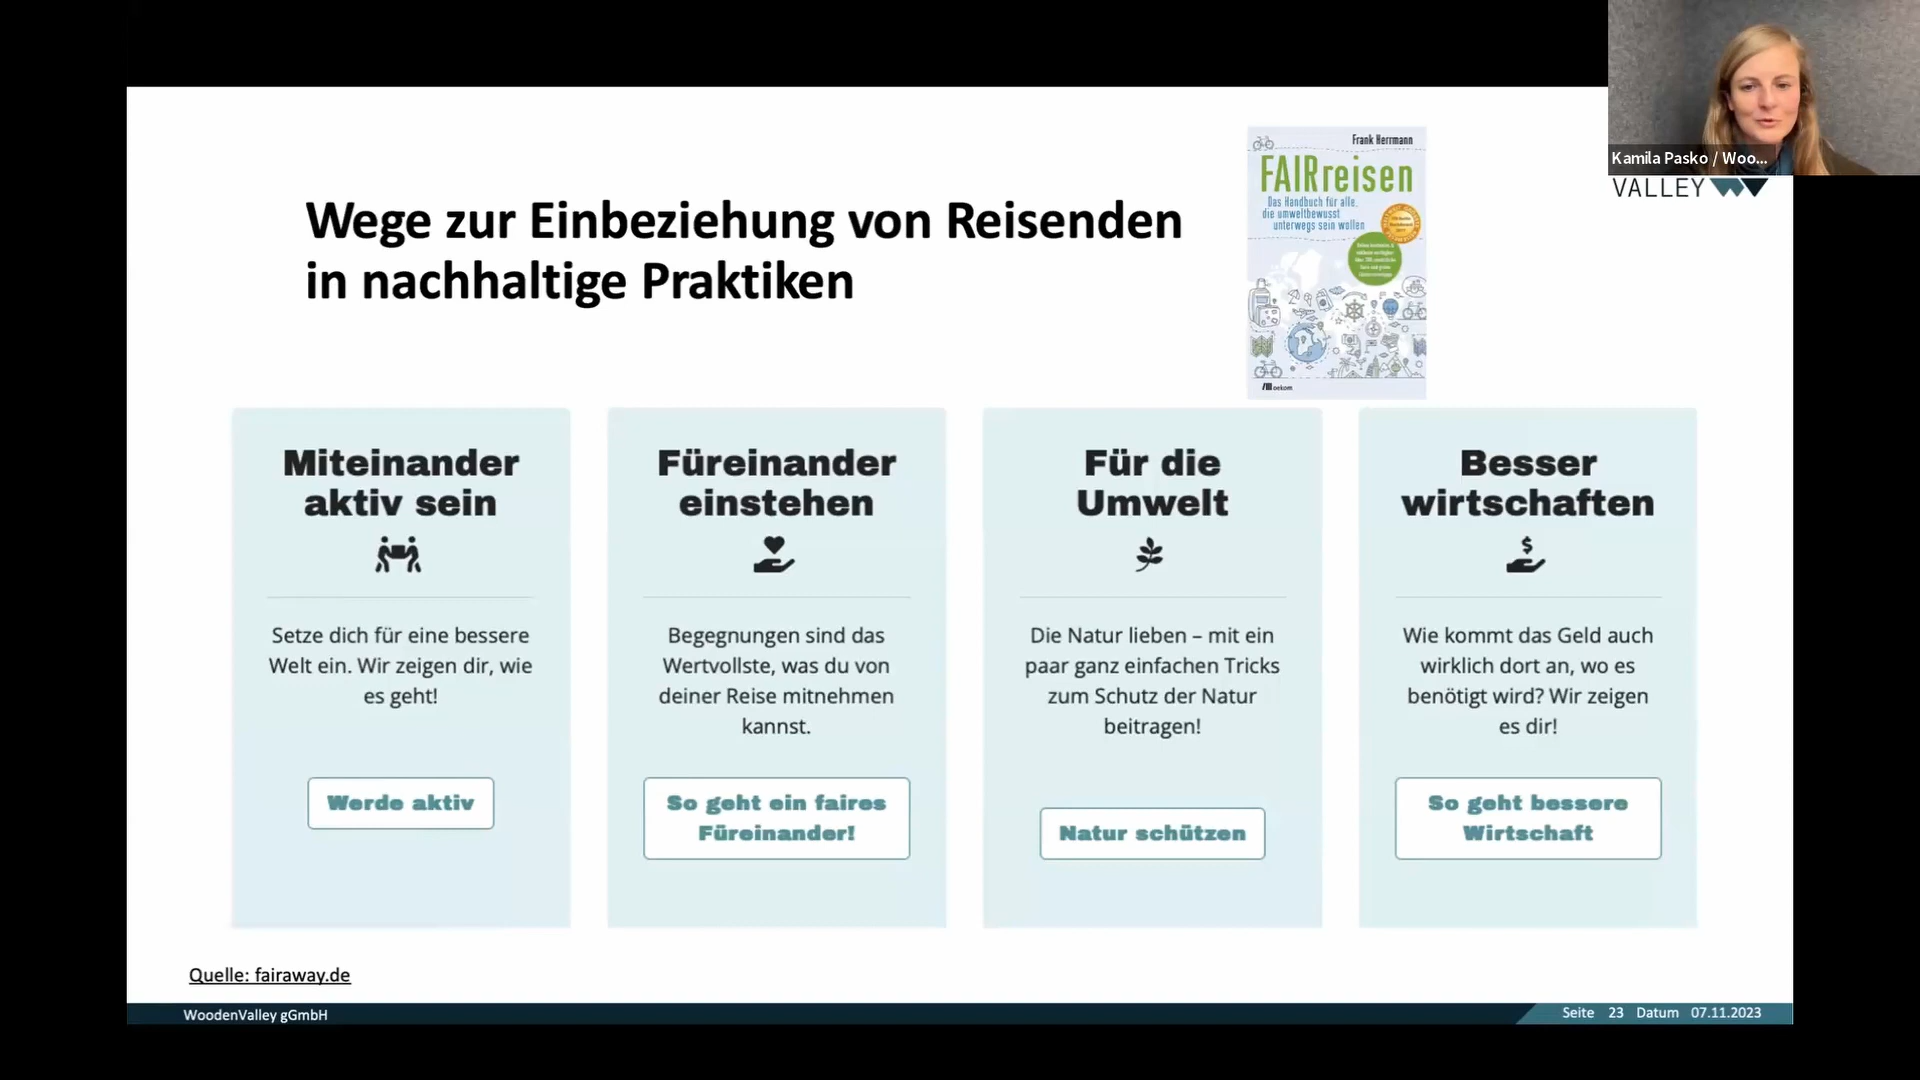 Kamila Pasko / Woo...
VALLEY
Frank Herrmann
FAIRreisen
Das Handbuch für alle,
die umweltbewusst
unterwegs sein wollen
oekom
Wege zur Einbeziehung von Reisenden
in nachhaltige Praktiken
Miteinander
aktiv sein
Setze dich für eine bessere
Welt ein. Wir zeigen dir, wie
es geht!
Werde aktiv
Füreinander
einstehen
Begegnungen sind das
Wertvollste, was du von
deiner Reise mitnehmen
kannst.
So geht ein faires
Füreinander!
Für die
Umwelt
Die Natur lieben – mit ein
paar ganz einfachen Tricks
zum Schutz der Natur
beitragen!
Natur schützen
Besser
wirtschaften
Wie kommt das Geld auch
wirklich dort an, wo es
benötigt wird? Wir zeigen
es dir!
So geht bessere
Wirtschaft
Quelle: fairaway.de
WoodenValley gGmbH
Seite 23 Datum 07.11.2023